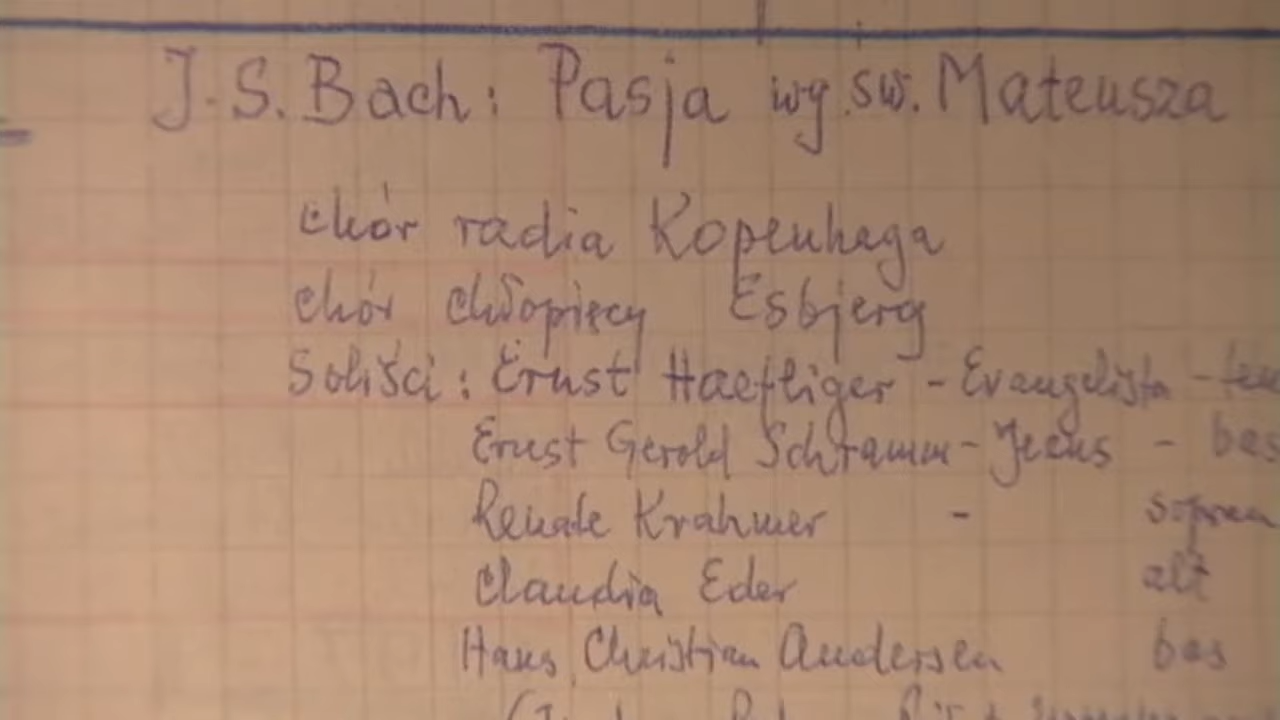 J.S. Bach: Pasja wg.św. Mateusza
chór radia Kopenhaga
chór chłopięcy Esbjerg
Soliści: Ernst Haefliger - Evangelista -
Ernst Gerold Schramm - Jezus - bas
Renate Krahmer - sopran
Claudia Eder alt
Hans Christian Andersen bas